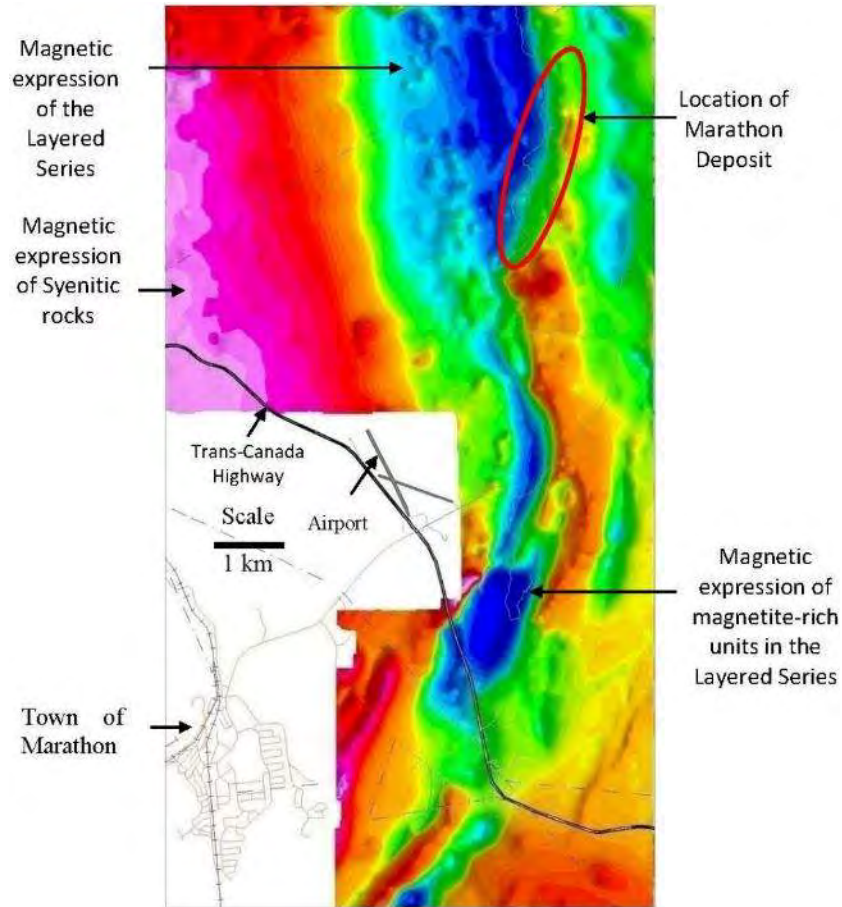 Magnetic
expression
of the
Layered
Series
Location of
Marathon
Deposit
Magnetic
expression
of Syenitic
rocks
Trans-Canada
Highway
Airport
Scale
1 km
Magnetic
expression of
magnetite-rich
units in the
Layered Series
Town of
Marathon